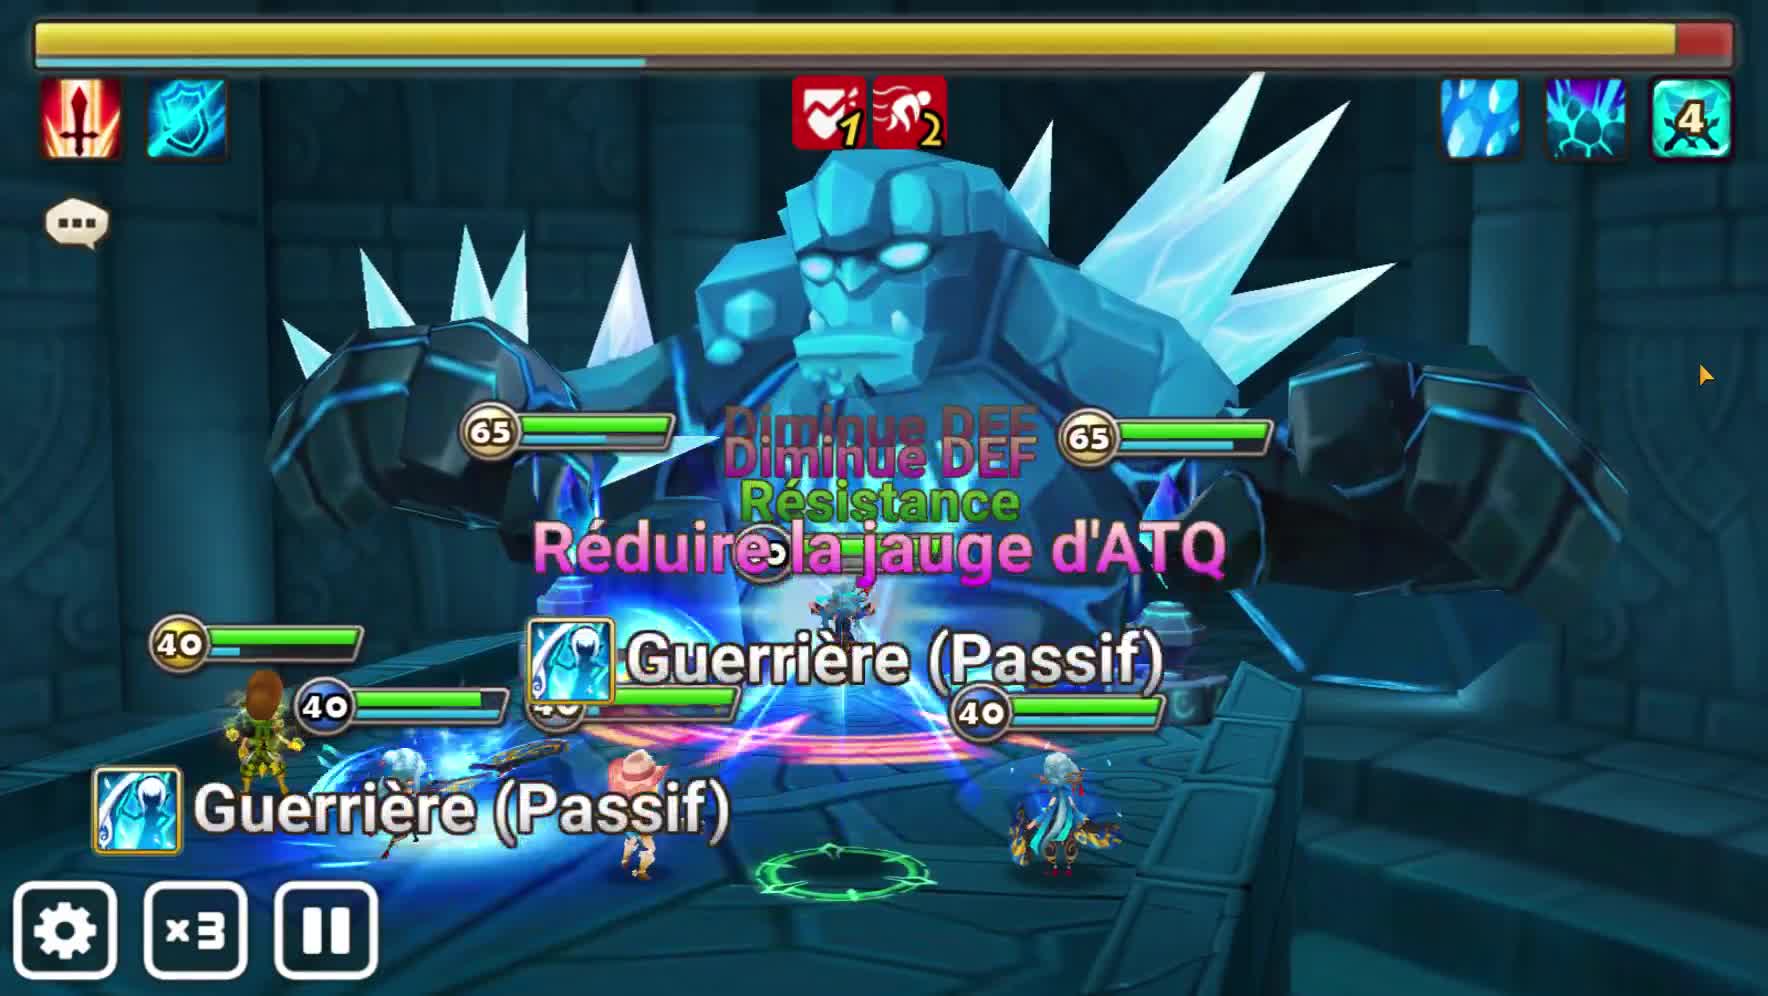 1 2
4
65
65
Diminue DEF
Diminue DEF
Résistance
Réduire la jauge d'ATQ
40
Guerrière (Passif)
40
40
40
Guerrière (Passif)
×3